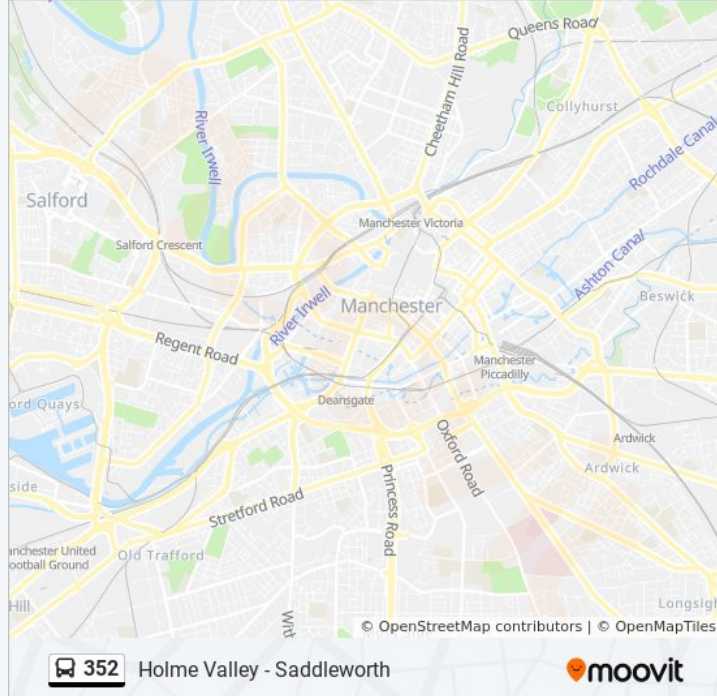 Queens Road
Cheetham Hill Road
Collyhurst
River Irwell
Rochdale Canal
Salford
Manchester Victoria
Salford Crescent
Ashton Canal
Beswick
River Irwell
Manchester
Regent Road
Manchester
Piccadilly
ord Quays
Deansgate
Oxford Road
Ardwick
Ardwick
side
Princess Road
Stretford Road
anchester United
ootball Ground
Old Trafford
Hill
Longsigh
Witl
© OpenStreetMap contributors | © OpenMapTiles
352 Holme Valley - Saddleworth
moovit